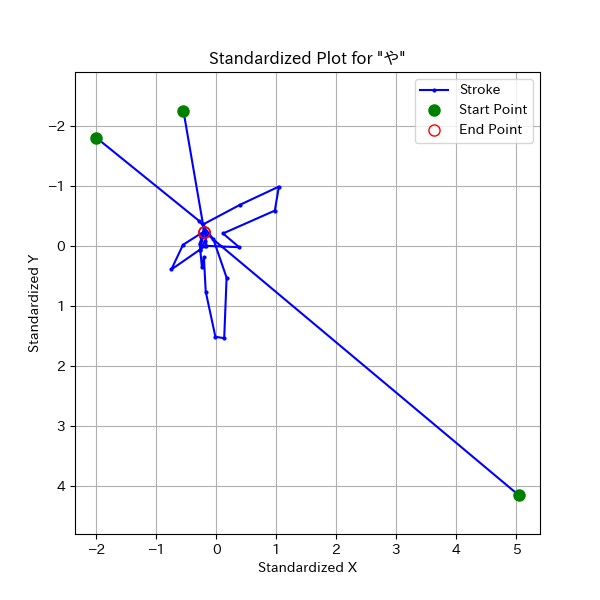 Standardized Plot for "や"
Stroke
Start Point
End Point
Standardized Y
−2
−1
0
1
2
3
4
−2 −1 0 1 2 3 4 5
Standardized X